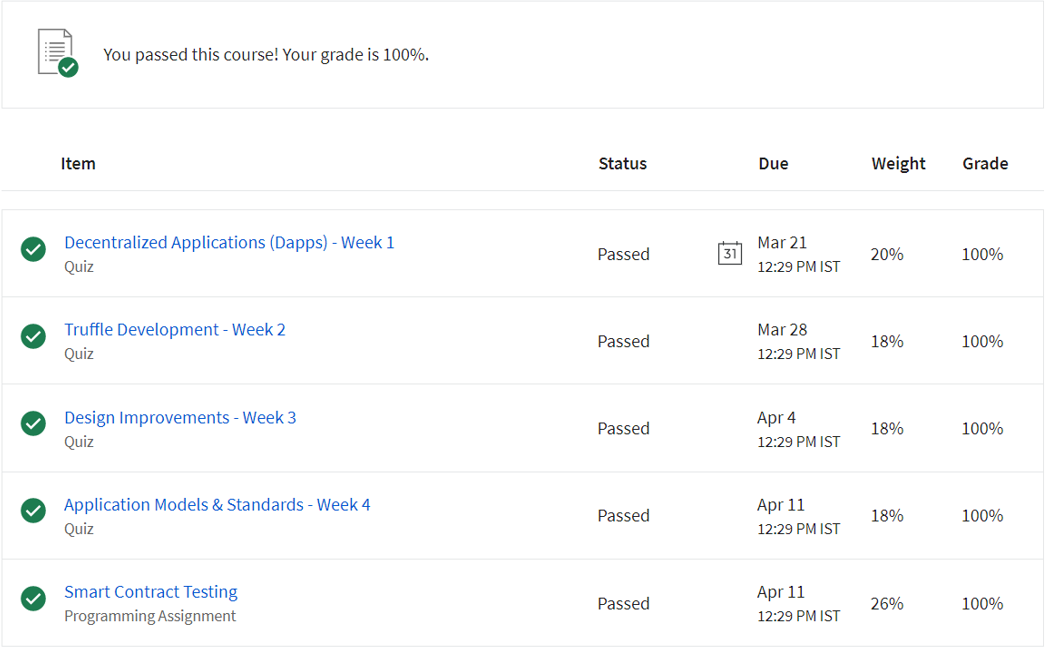 You passed this course! Your grade is 100%.
Item Status Due Weight Grade
Decentralized Applications (Dapps) - Week 1
Quiz
Passed
31
Mar 21
12:29 PM IST
20%
100%
Truffle Development - Week 2
Quiz
Passed
Mar 28
12:29 PM IST
18%
100%
Design Improvements - Week 3
Quiz
Passed
Apr 4
12:29 PM IST
18%
100%
Application Models & Standards - Week 4
Quiz
Passed
Apr 11
12:29 PM IST
18%
100%
Smart Contract Testing
Programming Assignment
Passed
Apr 11
12:29 PM IST
26%
100%